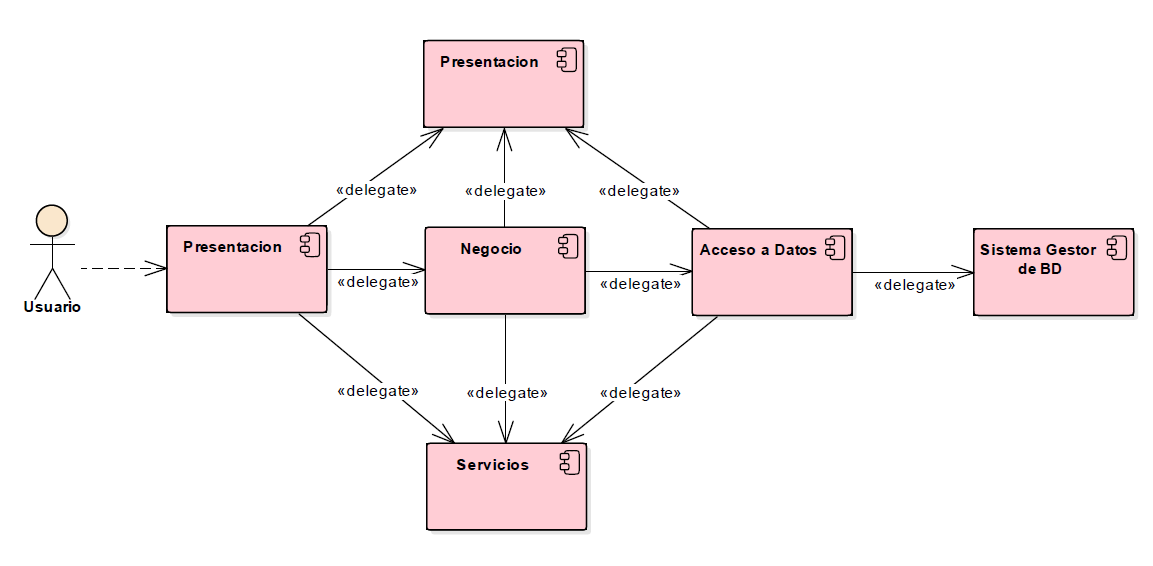 Presentacion
«delegate»
«delegate»
«delegate»
Usuario
Presentacion
«delegate»
Negocio
«delegate»
Acceso a Datos
«delegate»
Sistema Gestor
de BD
«delegate»
«delegate»
«delegate»
Servicios